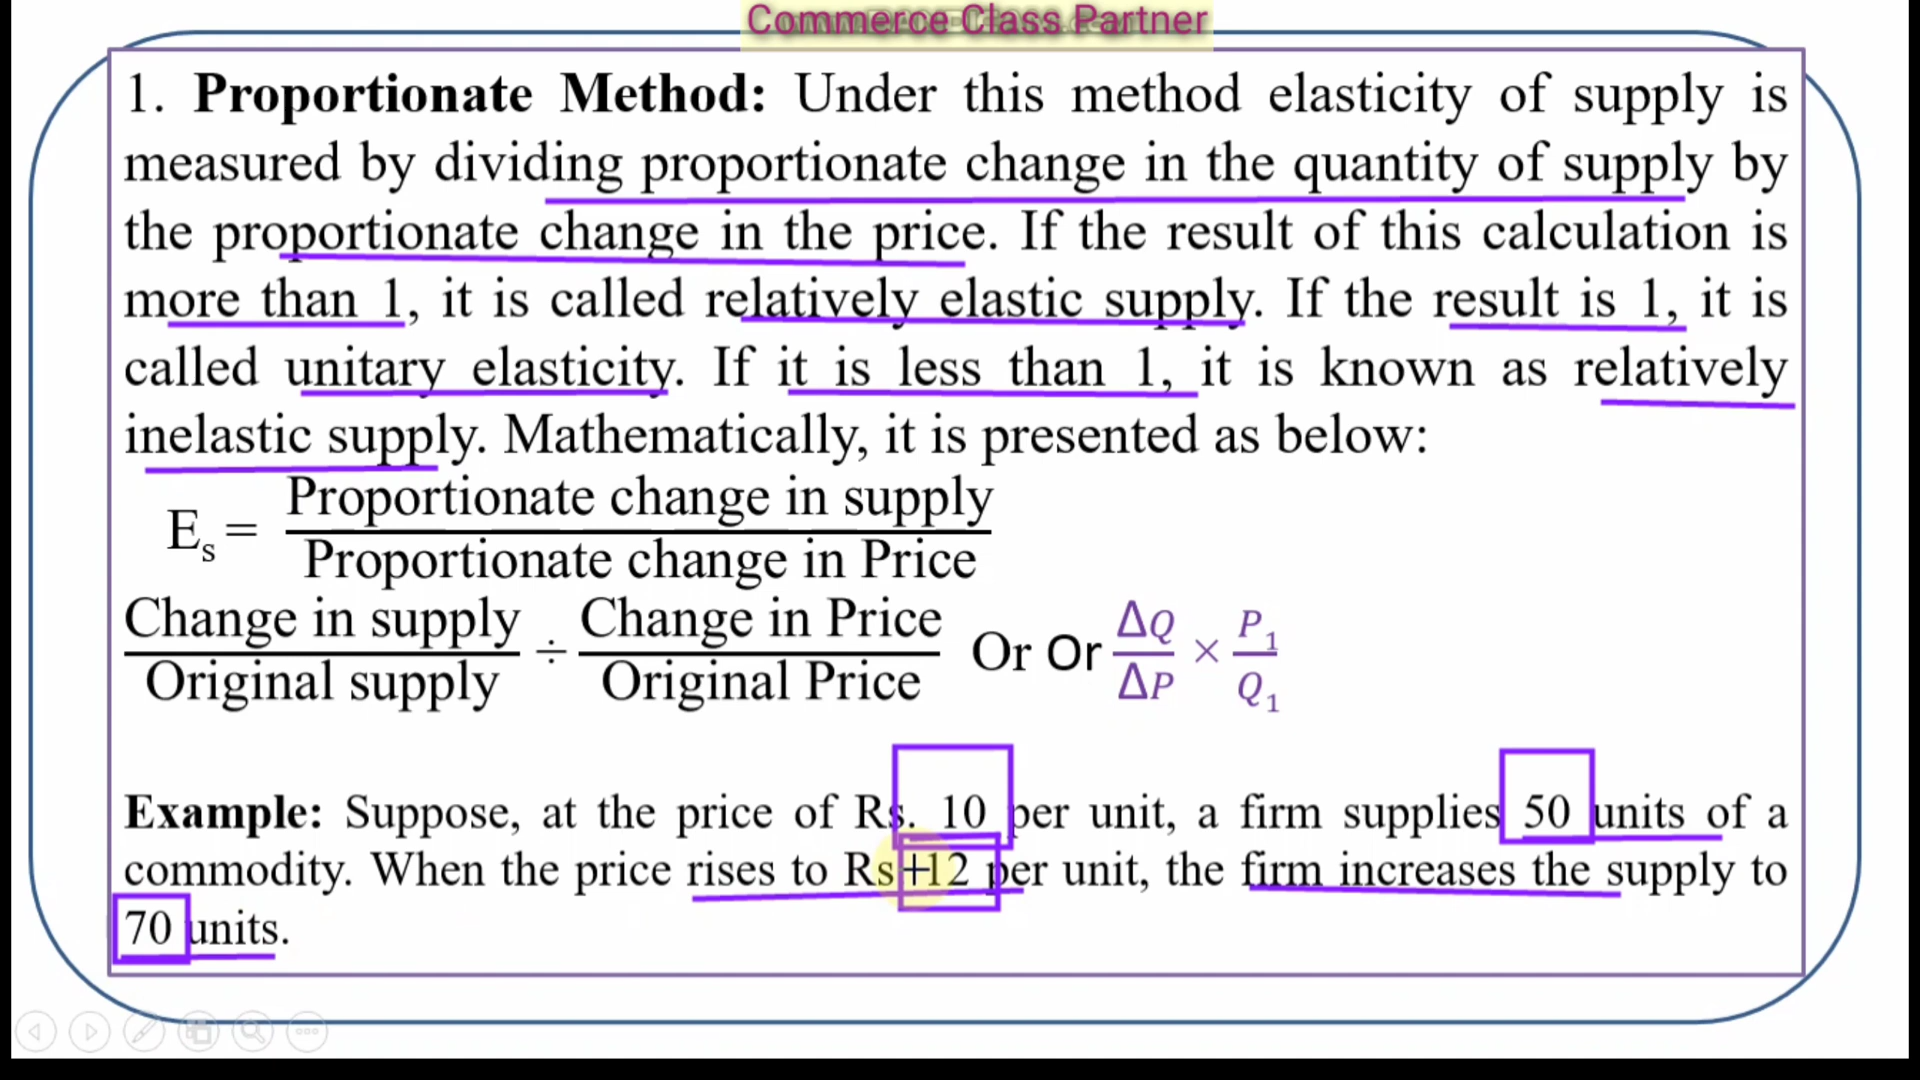 Commerce Class Partner
1. Proportionate Method: Under this method elasticity of supply is
measured by dividing proportionate change in the quantity of supply by
the proportionate change in the price. If the result of this calculation is
more than 1, it is called relatively elastic supply. If the result is 1, it is
called unitary elasticity. If it is less than 1, it is known as relatively
inelastic supply. Mathematically, it is presented as below:
Es = Proportionate change in supply
Proportionate change in Price
Change in supply ÷ Change in Price Or Or ΔQ × P1
Original supply Original Price ΔP Q1
Example: Suppose, at the price of Rs. 10 per unit, a firm supplies 50 units of a
commodity. When the price rises to Rs 12 per unit, the firm increases the supply to
70 units.